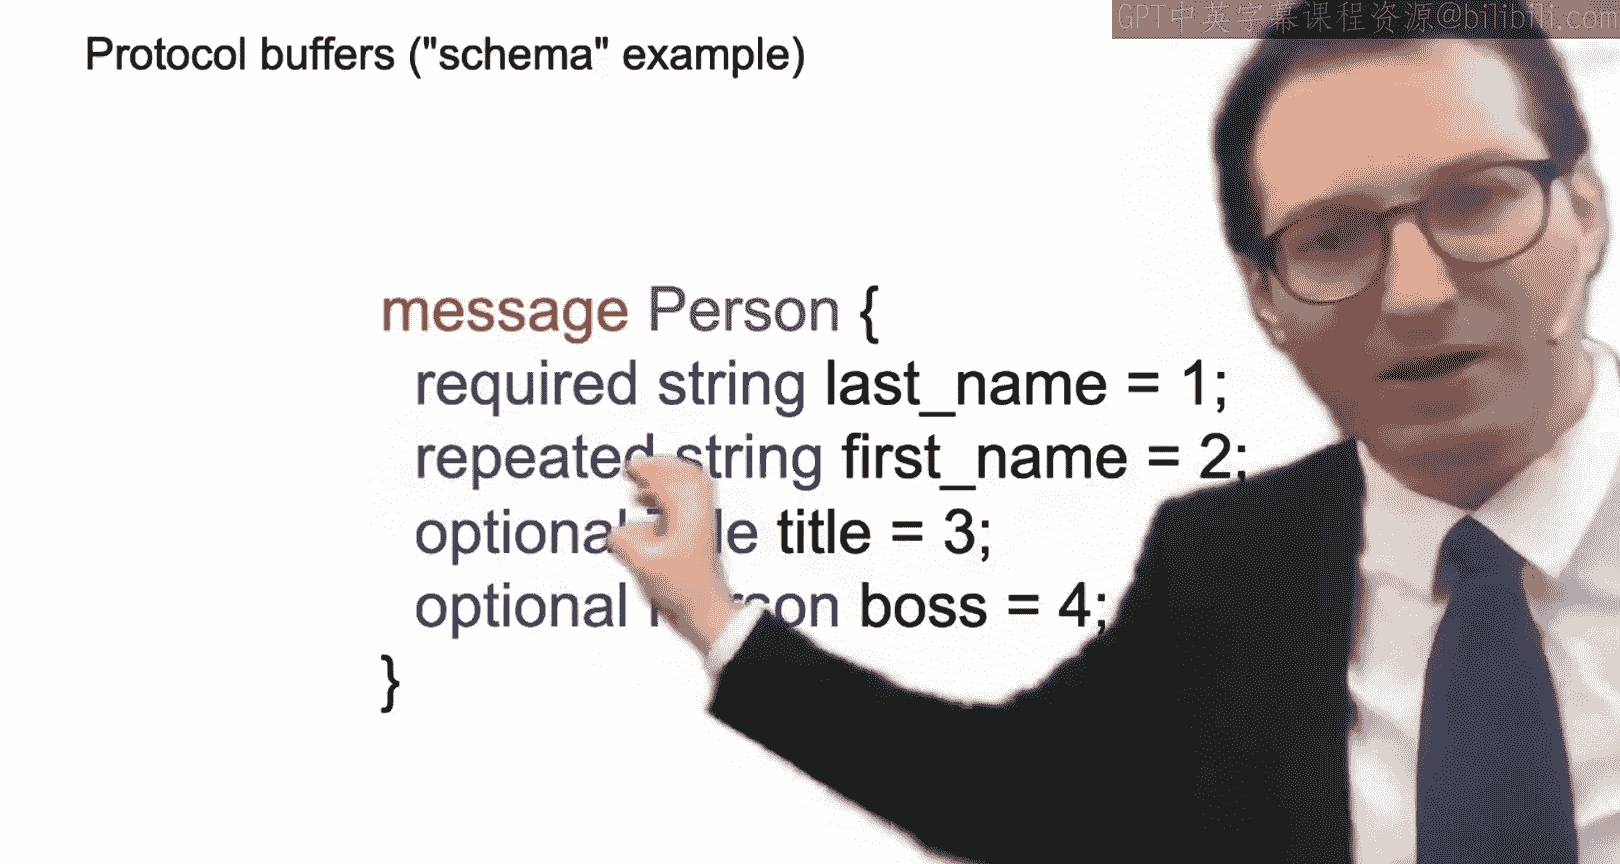 GPT中英字幕课程资源@bilibili.com
Protocol buffers ("schema" example)
message Person {
required string last_name = 1;
repeated string first_name = 2;
optional title = 3;
optional boss = 4;
}